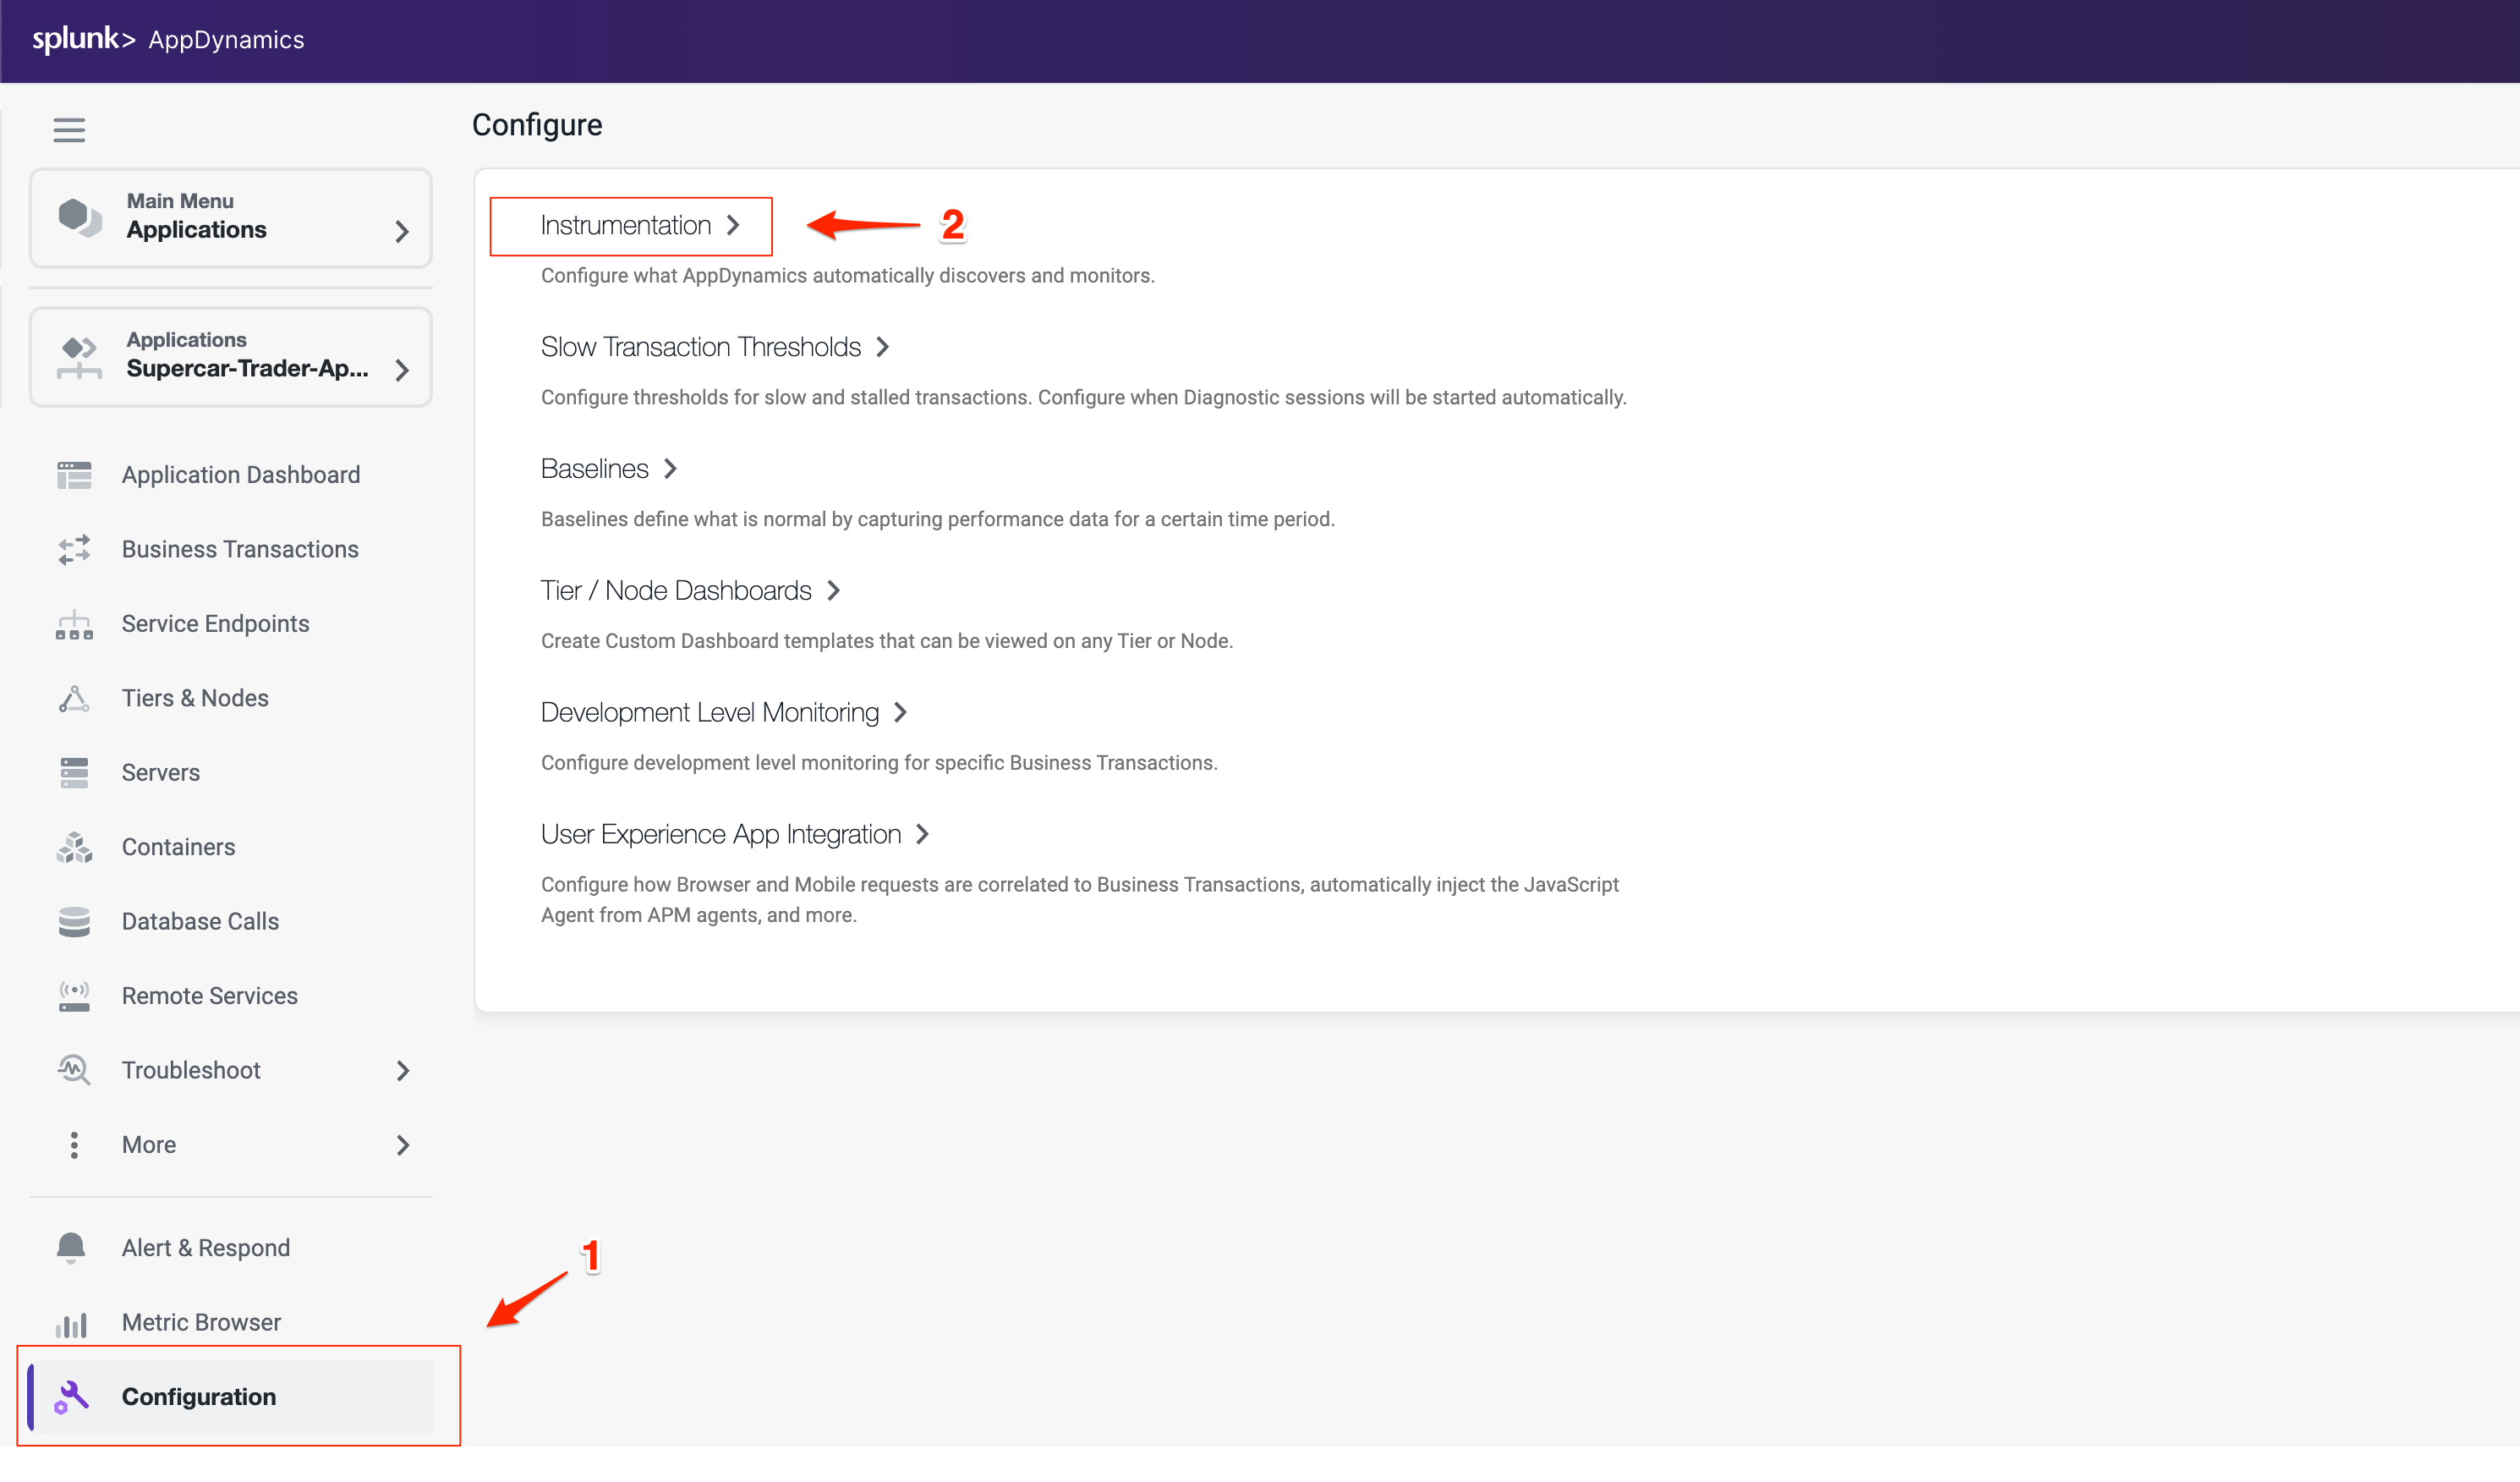 splunk> AppDynamics
Configure
Main Menu
Applications
Applications
Supercar-Trader-Ap...
Application Dashboard
Business Transactions
Service Endpoints
Tiers & Nodes
Servers
Containers
Database Calls
Remote Services
Troubleshoot
More
Alert & Respond
Metric Browser
Configuration
1
Instrumentation
2
Configure what AppDynamics automatically discovers and monitors.
Slow Transaction Thresholds
Configure thresholds for slow and stalled transactions. Configure when Diagnostic sessions will be started automatically.
Baselines
Baselines define what is normal by capturing performance data for a certain time period.
Tier / Node Dashboards
Create Custom Dashboard templates that can be viewed on any Tier or Node.
Development Level Monitoring
Configure development level monitoring for specific Business Transactions.
User Experience App Integration
Configure how Browser and Mobile requests are correlated to Business Transactions, automatically inject the JavaScript
Agent from APM agents, and more.